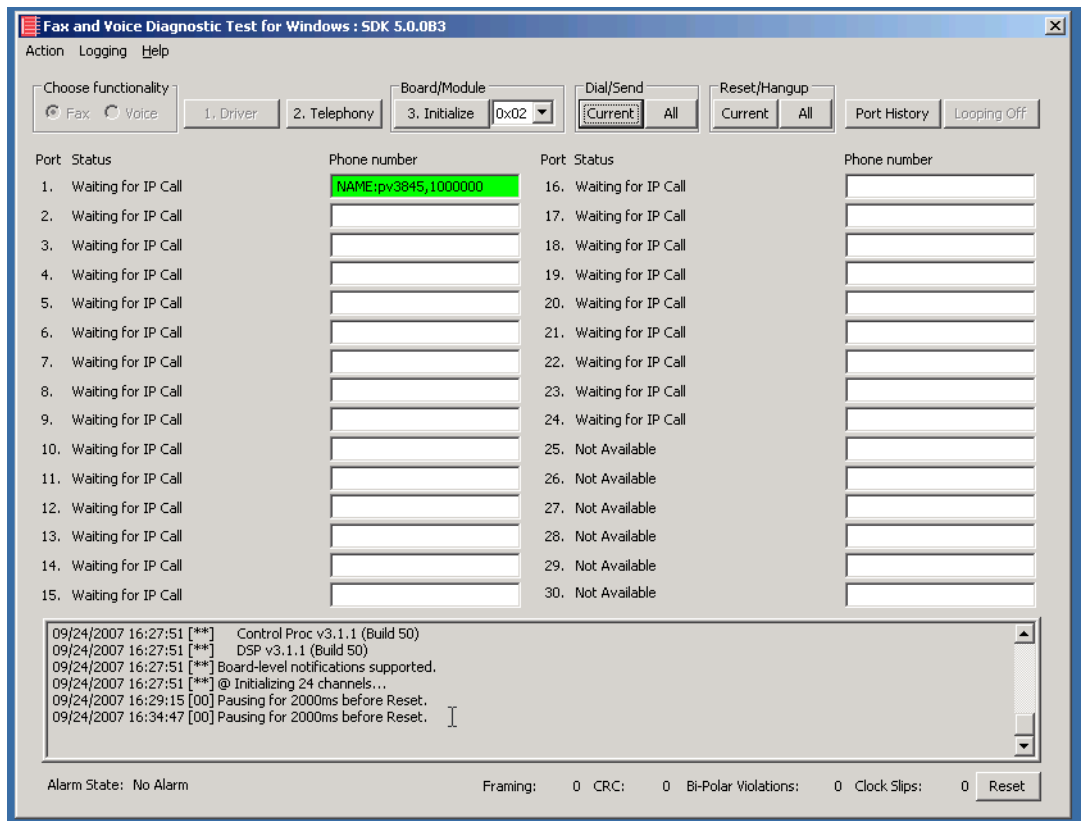 Fax and Voice Diagnostic Test for Windows : SDK 5.0.0B3
Action Logging Help
Choose functionality Board/Module Dial/Send Reset/Hangup
Fax Voice 1. Driver 2. Telephony 3. Initialize 0x02 Current All Current All Port History Looping Off
Port Status Phone number Port Status Phone number
1. Waiting for IP Call NAME:pv3845,1000000 16. Waiting for IP Call
2. Waiting for IP Call 17. Waiting for IP Call
3. Waiting for IP Call 18. Waiting for IP Call
4. Waiting for IP Call 19. Waiting for IP Call
5. Waiting for IP Call 20. Waiting for IP Call
6. Waiting for IP Call 21. Waiting for IP Call
7. Waiting for IP Call 22. Waiting for IP Call
8. Waiting for IP Call 23. Waiting for IP Call
9. Waiting for IP Call 24. Waiting for IP Call
10. Waiting for IP Call 25. Not Available
11. Waiting for IP Call 26. Not Available
12. Waiting for IP Call 27. Not Available
13. Waiting for IP Call 28. Not Available
14. Waiting for IP Call 29. Not Available
15. Waiting for IP Call 30. Not Available
09/24/2007 16:27:51 [**] Control Proc v3.1.1 (Build 50)
09/24/2007 16:27:51 [**] DSP v3.1.1 (Build 50)
09/24/2007 16:27:51 [**] Board-level notifications supported.
09/24/2007 16:27:51 [**] @ Initializing 24 channels...
09/24/2007 16:29:15 [00] Pausing for 2000ms before Reset.
09/24/2007 16:34:47 [00] Pausing for 2000ms before Reset.
Alarm State: No Alarm Framing: 0 CRC: 0 Bi-Polar Violations: 0 Clock Slips: 0 Reset